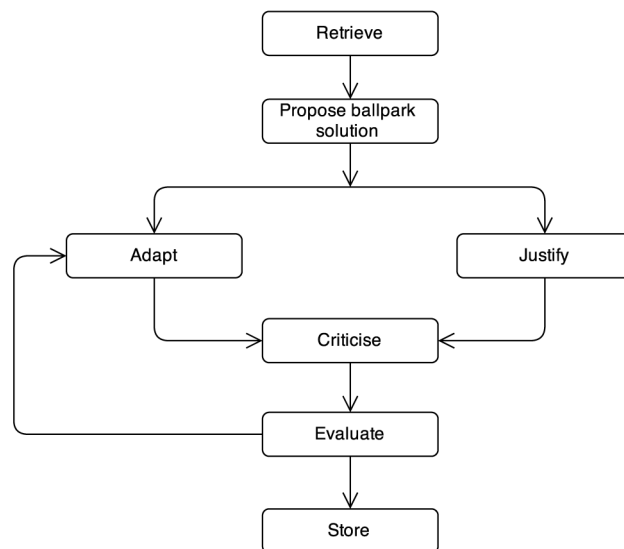 Retrieve
Propose ballpark
solution
Adapt
Justify
Criticise
Evaluate
Store